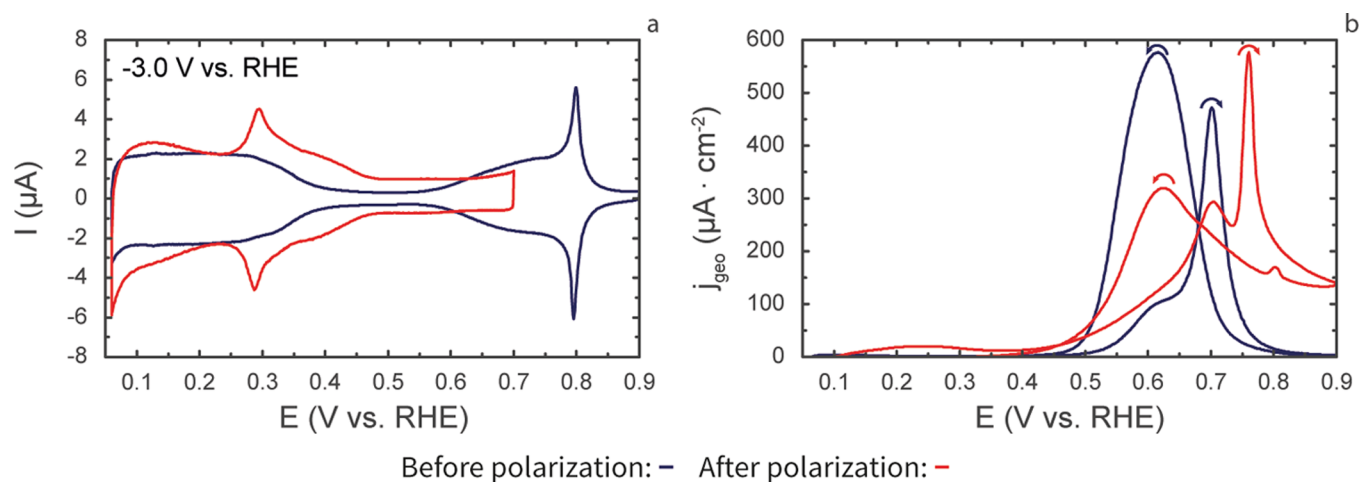 a
8
6
4
2
0
-2
-4
-6
-8
I (µA)
-3.0 V vs. RHE
0.1 0.2 0.3 0.4 0.5 0.6 0.7 0.8 0.9
E (V vs. RHE)
b
600
500
400
300
200
100
0
jgeo (µA · cm-2)
0.1 0.2 0.3 0.4 0.5 0.6 0.7 0.8 0.9
E (V vs. RHE)
Before polarization: After polarization: